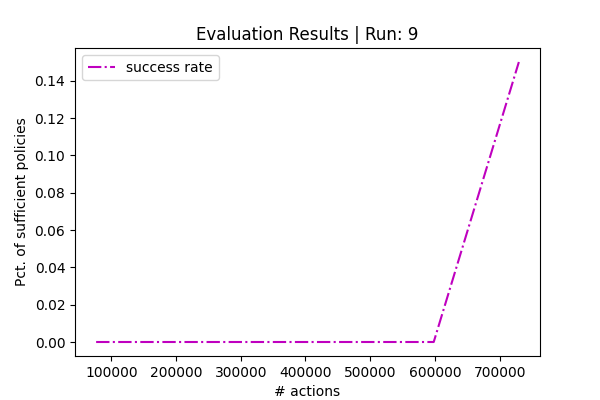 Evaluation Results | Run: 9
success rate
Pct. of sufficient policies
0.14
0.12
0.10
0.08
0.06
0.04
0.02
0.00
100000 200000 300000 400000 500000 600000 700000
# actions